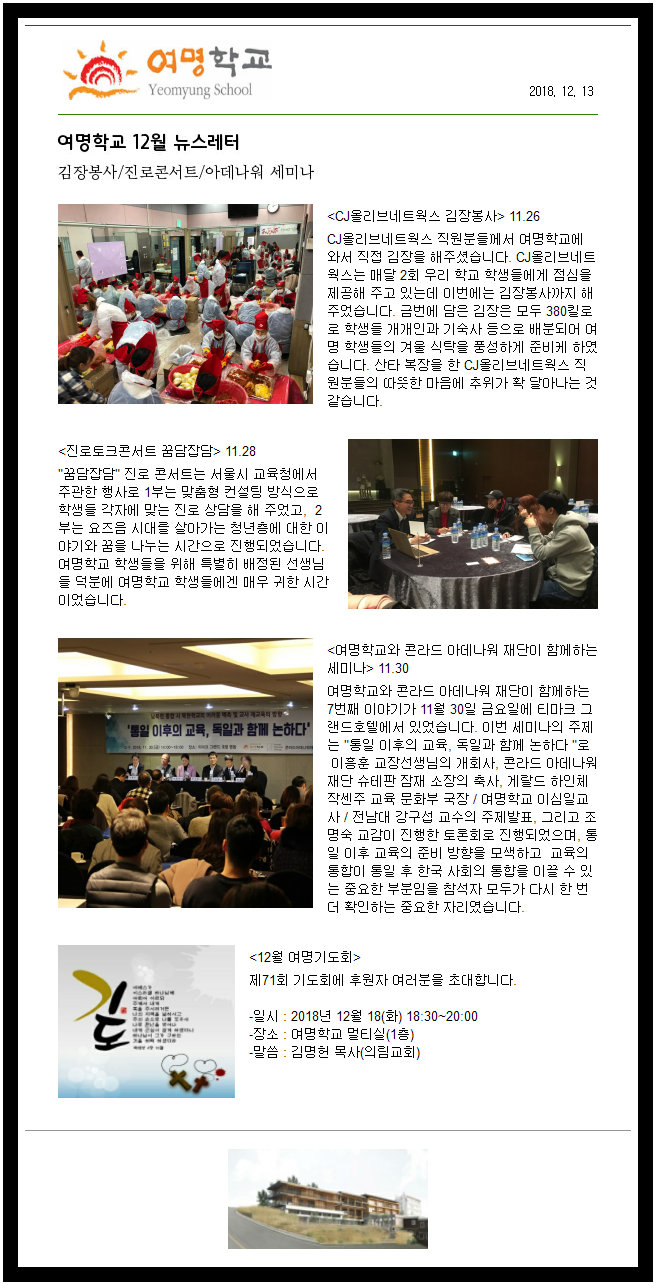 여명학교
Yeomyung School
2018. 12. 13
여명학교 12월 뉴스레터
김장봉사/진로콘서트/아데나워 세미나
<CJ올리브네트웍스 김장봉사> 11.26
CJ올리브네트웍스 직원분들께서 여명학교에
와서 직접 김장을 해주셨습니다. CJ올리브네트
웍스는 매달 2회 우리 학교 학생들에게 점심을
제공해 주고 있는데 이번에는 김장봉사까지 해
주었습니다. 금번에 담은 김장은 모두 380킬로
로 학생들 개개인과 기숙사 등으로 배분되어 여
명 학생들의 겨울 식탁을 풍성하게 준비케 하였
습니다. 산타 복장을 한 CJ올리브네트웍스 직
원분들의 따뜻한 마음에 추위가 확 달아나는 것
같습니다.
<진로토크콘서트 꿈담잡담> 11.28
"꿈담잡담" 진로 콘서트는 서울시 교육청에서
주관한 행사로 1부는 맞춤형 컨설팅 방식으로
학생들 각자에 맞는 진로 상담을 해 주었고, 2
부는 요즈음 시대를 살아가는 청년층에 대한 이
야기와 꿈을 나누는 시간으로 진행되었습니다.
여명학교 학생들을 위해 특별히 배정된 선생님
들 덕분에 여명학교 학생들에겐 매우 귀한 시간
이었습니다.
'통일 이후의 교육, 독일과 함께 논하다'
<여명학교와 콘라드 아데나워 재단이 함께하는
세미나> 11.30
여명학교와 콘라드 아데나워 재단이 함께하는
7번째 이야기가 11월 30일 금요일에 티마크 그
랜드호텔에서 있었습니다. 이번 세미나의 주제
는 "통일 이후의 교육, 독일과 함께 논하다 "로
이흥훈 교장선생님의 개회사, 콘라드 아데나워
재단 슈테판 잠재 소장의 축사, 게랄드 하인체
작센주 교육 문화부 국장 / 여명학교 이심일교
사 / 전남대 강구섭 교수의 주제발표, 그리고 조
명숙 교감이 진행한 토론회로 진행되었으며, 통
일 이후 교육의 준비 방향을 모색하고 교육의
통합이 통일 후 한국 사회의 통합을 이끌 수 있
는 중요한 부분임을 참석자 모두가 다시 한 번
더 확인하는 중요한 자리였습니다.
기도
<12월 여명기도회>
제71회 기도회에 후원자 여러분을 초대합니다.
-일시 : 2018년 12월 18(화) 18:30~20:00
-장소 : 여명학교 멀티실(1층)
-말씀 : 김명헌 목사(의림교회)